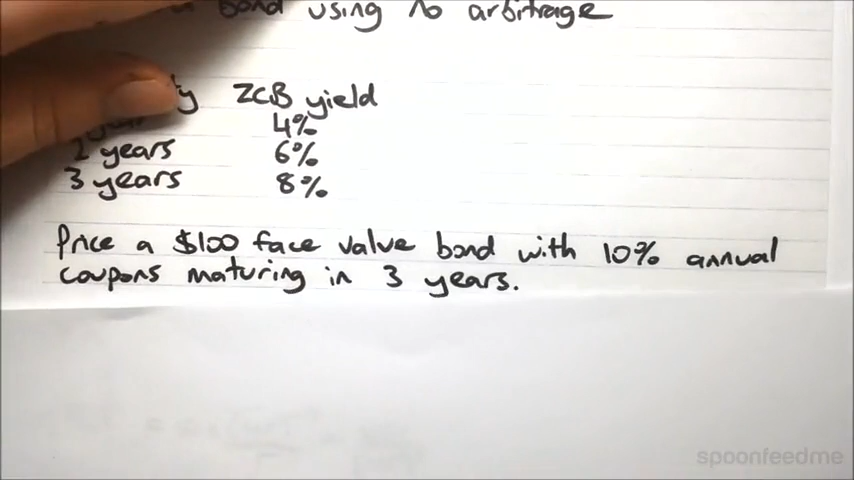 bond using no arbitrage
ZCB yield
4%
2 years 6%
3 years 8%
Price a $100 face value bond with 10% annual
coupons maturing in 3 years.
spoonfeedme